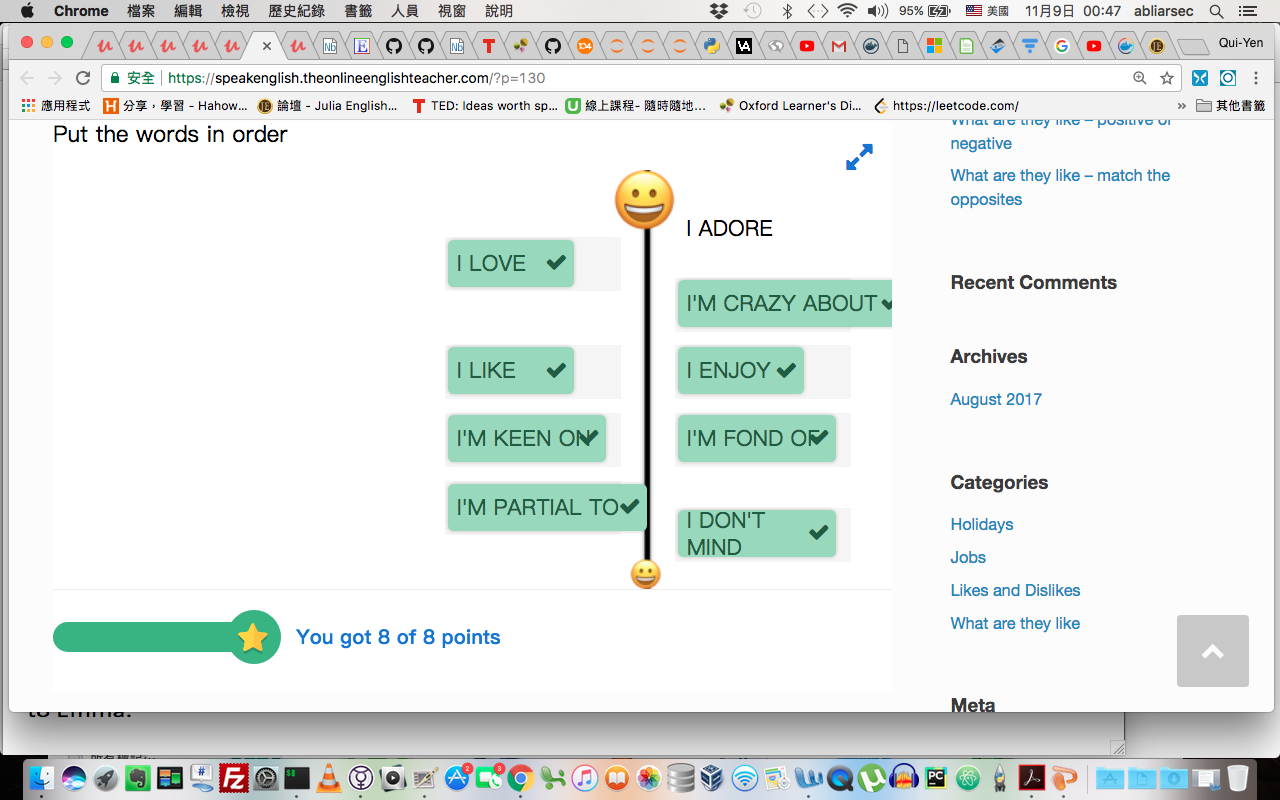 Chrome 檔案 編輯 檢視 歷史紀錄 書籤 人員 視窗 說明 95% 美國 11月9日 00:47 abliarsec
Qui-Yen
安全 https://speakenglish.theonlineenglishteacher.com/?p=130
應用程式 分享，學習 - Hahow... 論壇 - Julia English... TED: Ideas worth sp... 線上課程- 隨時隨地... Oxford Learner's Di... https://leetcode.com/ » 其他書籤
Put the words in order
I ADORE
I LOVE
I'M CRAZY ABOUT
I LIKE
I ENJOY
I'M KEEN ON
I'M FOND OF
I'M PARTIAL TO
I DON'T
MIND
You got 8 of 8 points
What are they like – positive or
negative
What are they like – match the
opposites
Recent Comments
Archives
August 2017
Categories
Holidays
Jobs
Likes and Dislikes
What are they like
Meta
to Emma.